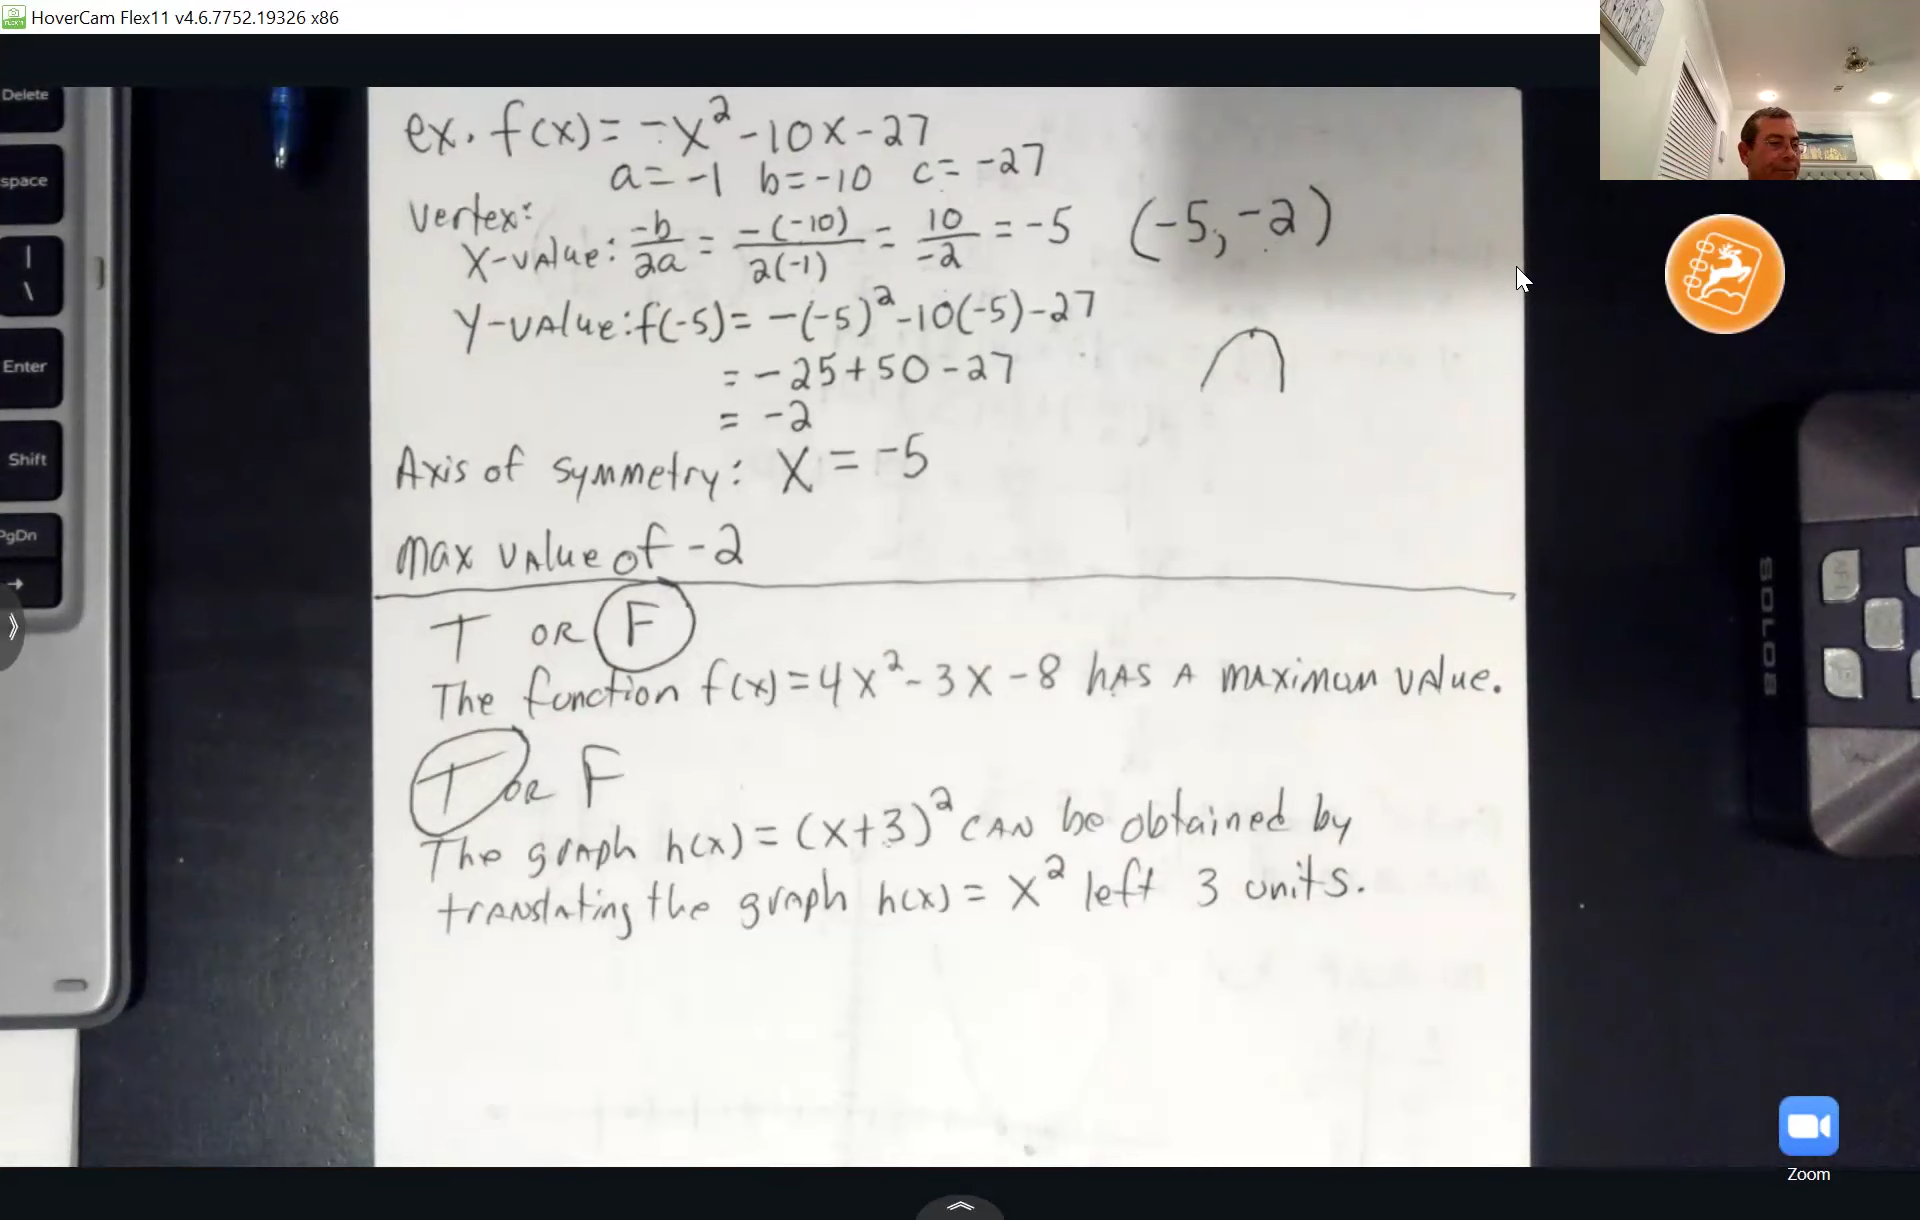 HoverCam Flex11 v4.6.7752.19326 x86
Delete
space
|
\
Enter
Shift
PgDn
→
ex. f(x) = -x² - 10x - 27
a = -1 b = -10 c = -27
Vertex:
X-value: -b/2a = -(-10)/2(-1) = 10/-2 = -5 (-5, -2)
Y-value: f(-5) = -(-5)² - 10(-5) - 27
= -25 + 50 - 27
= -2
Axis of symmetry: X = -5
Max value of -2
T OR F
The function f(x) = 4x² - 3x - 8 has a maximum value.
T OR F
The graph h(x) = (x+3)² can be obtained by
translating the graph h(x) = x² left 3 units.
SOLO8
Zoom